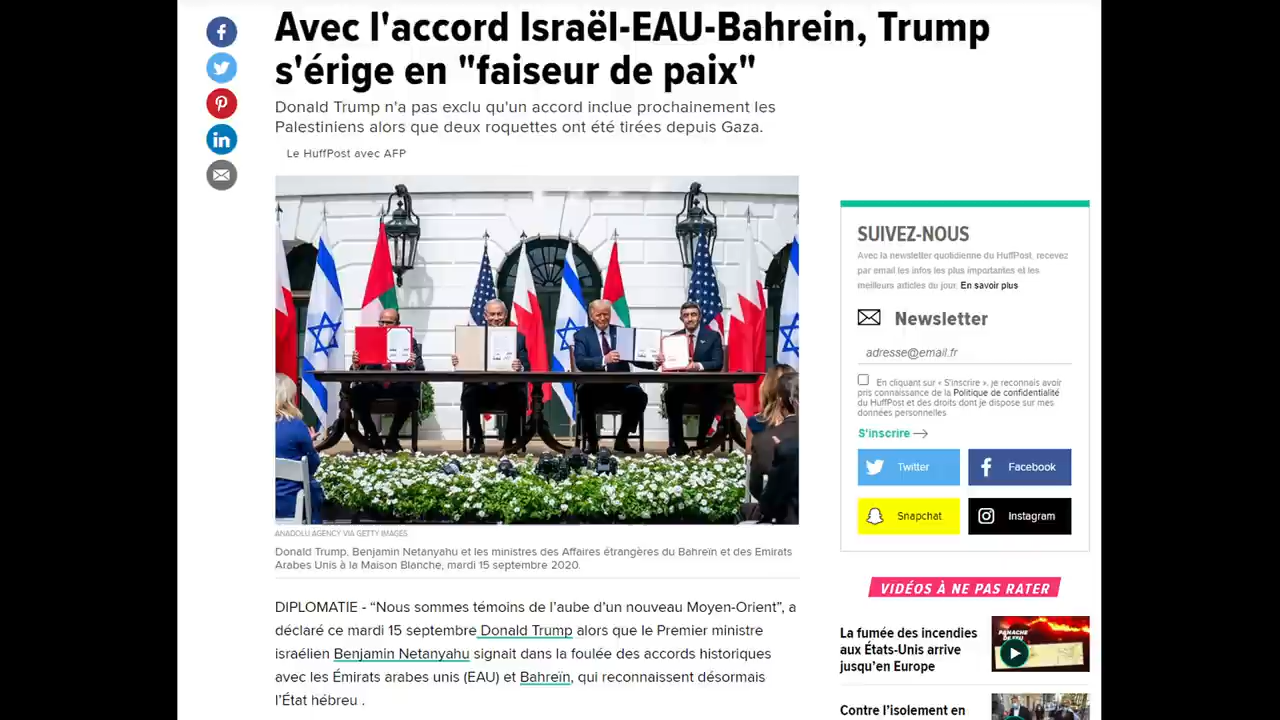 Avec l'accord Israël-EAU-Bahrein, Trump
s'érige en "faiseur de paix"
Donald Trump n'a pas exclu qu'un accord inclue prochainement les
Palestiniens alors que deux roquettes ont été tirées depuis Gaza.
Le HuffPost avec AFP
ANADOLU AGENCY VIA GETTY IMAGES
Donald Trump, Benjamin Netanyahu et les ministres des Affaires étrangères du Bahreïn et des Emirats
Arabes Unis à la Maison Blanche, mardi 15 septembre 2020.
DIPLOMATIE - “Nous sommes témoins de l’aube d’un nouveau Moyen-Orient”, a
déclaré ce mardi 15 septembre Donald Trump alors que le Premier ministre
israélien Benjamin Netanyahu signait dans la foulée des accords historiques
avec les Émirats arabes unis (EAU) et Bahreïn, qui reconnaissent désormais
l’État hébreu .
SUIVEZ-NOUS
Avec la newsletter quotidienne du HuffPost, recevez
par email les infos les plus importantes et les
meilleurs articles du jour. En savoir plus
Newsletter
adresse@email.fr
En cliquant sur « S'inscrire », je reconnais avoir
pris connaissance de la Politique de confidentialité
du HuffPost et des droits dont je dispose sur mes
données personnelles
S'inscrire
Twitter
Facebook
Snapchat
Instagram
VIDÉOS À NE PAS RATER
La fumée des incendies
aux États-Unis arrive
jusqu’en Europe
PANACHE
DE FEU
Contre l’isolement en